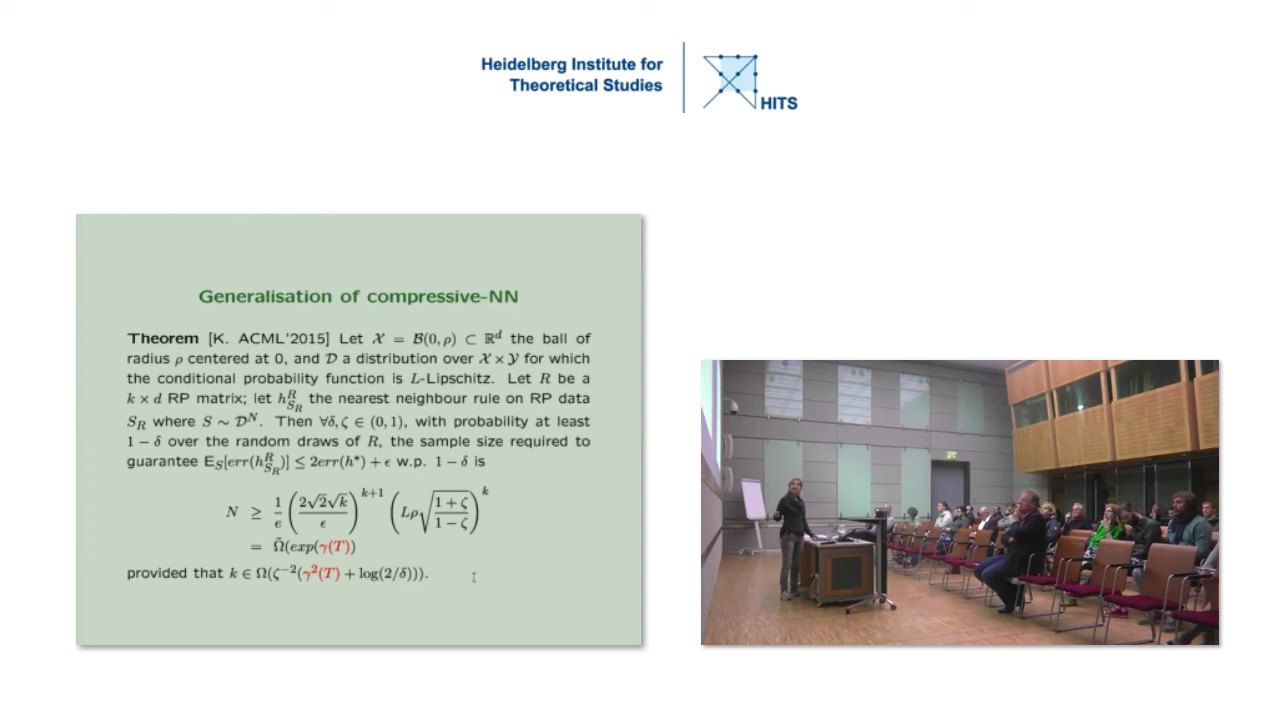 Heidelberg Institute for
Theoretical Studies
HITS
Generalisation of compressive-NN
Theorem [K. ACML'2015] Let 𝒳 = ℬ(0, ρ) ⊂ ℝᵈ the ball of
radius ρ centered at 0, and 𝒟 a distribution over 𝒳 × 𝒴 for which
the conditional probability function is L-Lipschitz. Let R be a
k × d RP matrix; let h^R_{S_R} the nearest neighbour rule on RP data
S_R where S ∼ 𝒟^N. Then ∀δ, ζ ∈ (0, 1), with probability at least
1 − δ over the random draws of R, the sample size required to
guarantee E_S[err(h^R_{S_R})] ≤ 2err(h*) + ϵ w.p. 1 − δ is
N ≥ 1/e (2√2√k/ϵ)^{k+1} (Lρ√((1+ζ)/(1−ζ)))^k
= Ω̃(exp(γ(T))
provided that k ∈ Ω(ζ⁻²(γ²(T) + log(2/δ))).